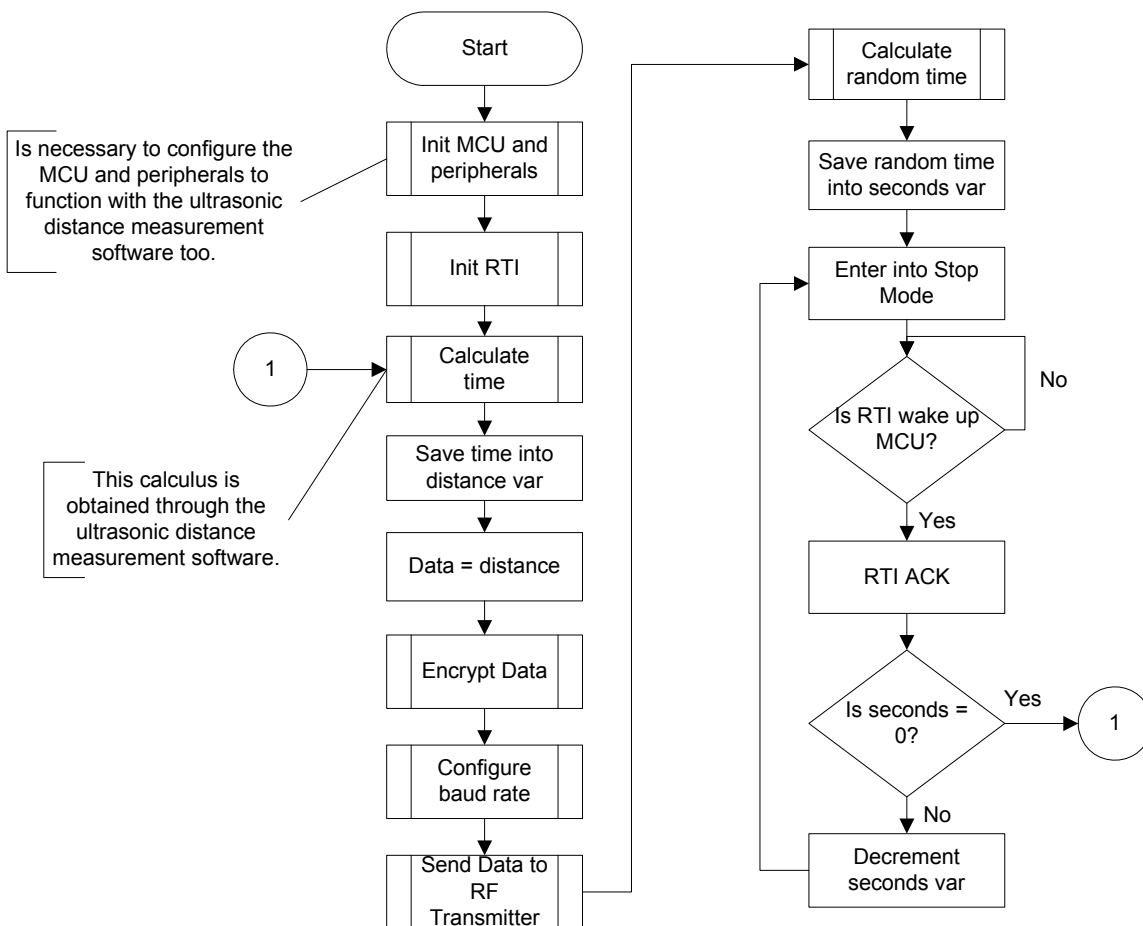 Start
Is necessary to configure the
MCU and peripherals to
function with the ultrasonic
distance measurement
software too.
Init MCU and
peripherals
Init RTI
1
Calculate
time
This calculus is
obtained through the
ultrasonic distance
measurement software.
Save time into
distance var
Data = distance
Encrypt Data
Configure
baud rate
Send Data to
RF
Transmitter
Calculate
random time
Save random time
into seconds var
Enter into Stop
Mode
No
Is RTI wake up
MCU?
Yes
RTI ACK
Is seconds =
0?
Yes
1
No
Decrement
seconds var